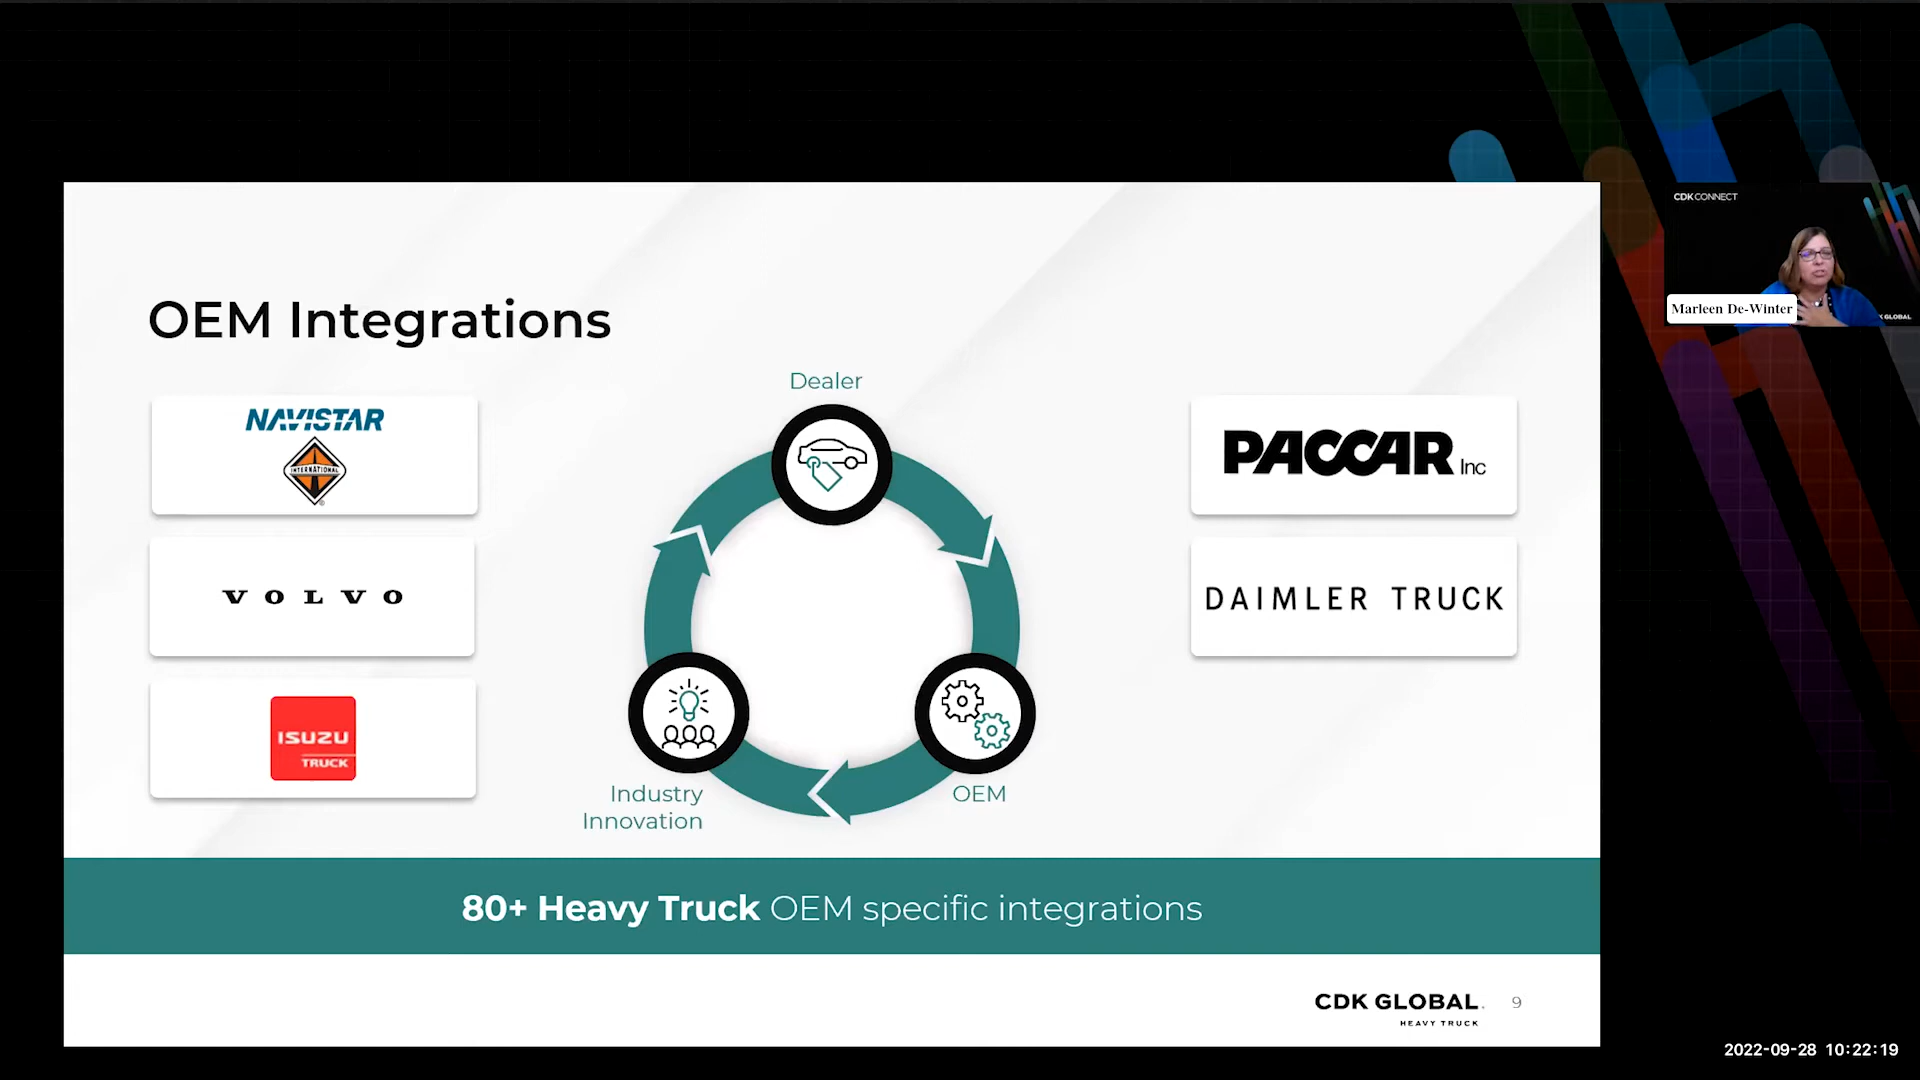 CDK CONNECT
Marleen De-Winter
K GLOBAL
OEM Integrations
NAVISTAR
INTERNATIONAL
VOLVO
ISUZU
TRUCK
Dealer
Industry
Innovation
OEM
PACCAR Inc
DAIMLER TRUCK
80+ Heavy Truck OEM specific integrations
CDK GLOBAL
HEAVY TRUCK
9
2022-09-28 10:22:19